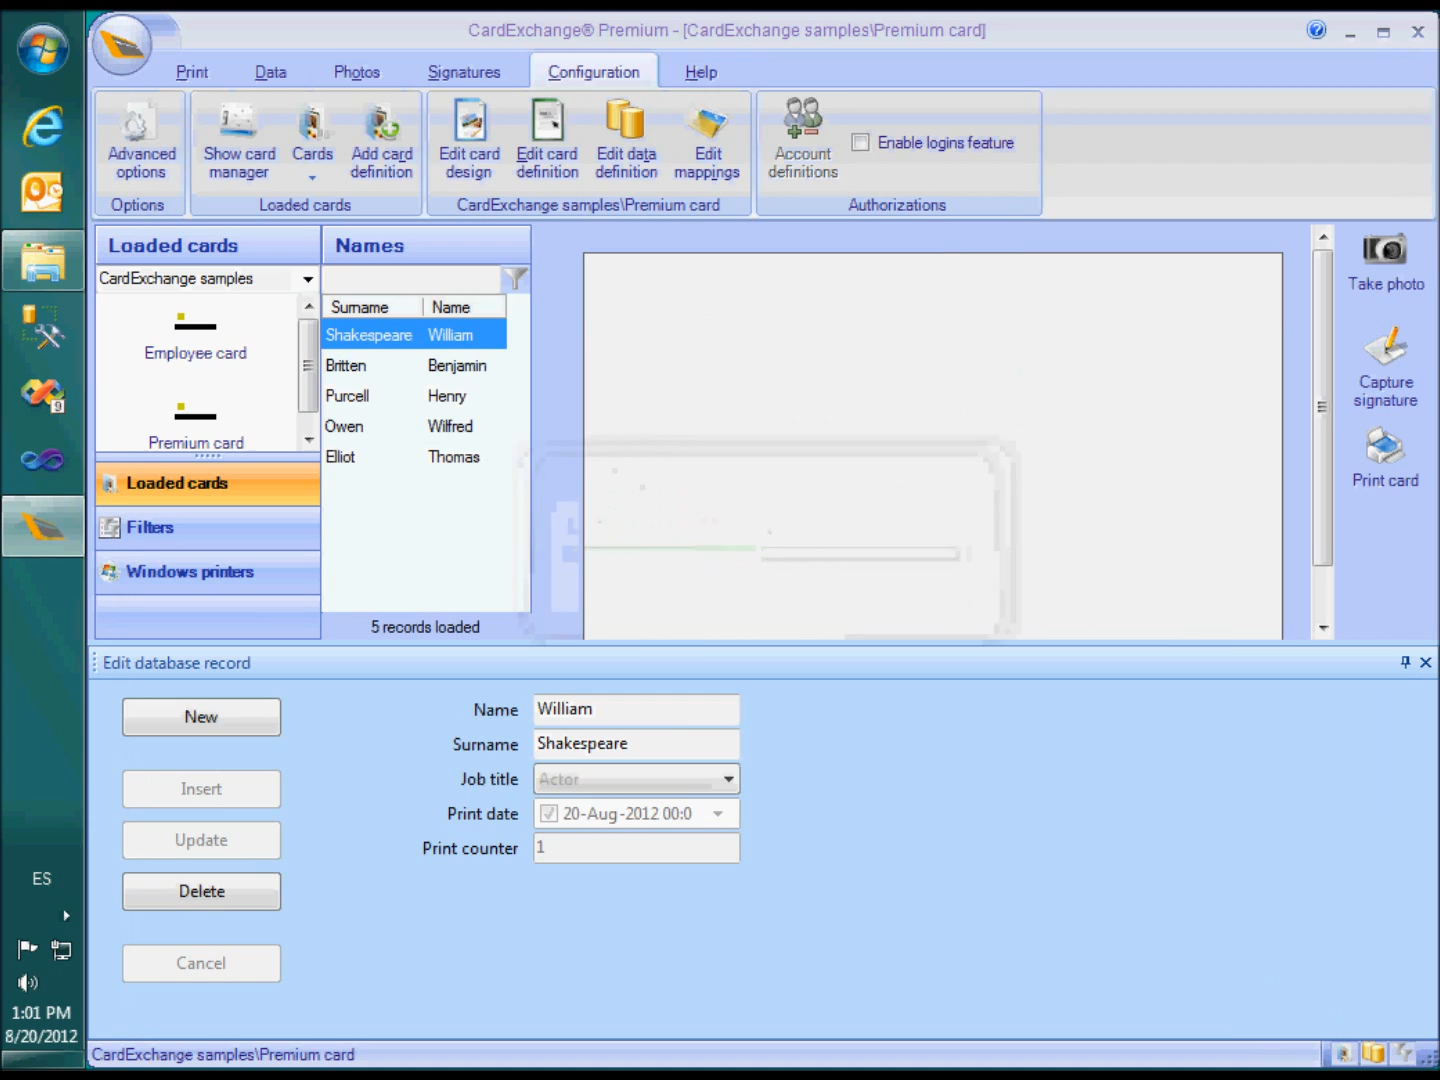 CardExchange® Premium - [CardExchange samples\Premium card]
Print Data Photos Signatures Configuration Help
Advanced options
Show card manager
Cards
Add card definition
Edit card design
Edit card definition
Edit data definition
Edit mappings
Account definitions
Enable logins feature
Options
Loaded cards
CardExchange samples\Premium card
Authorizations
Loaded cards
CardExchange samples
Employee card
Premium card
Loaded cards
Filters
Windows printers
Names
Surname Name
Shakespeare William
Britten Benjamin
Purcell Henry
Owen Wilfred
Elliot Thomas
5 records loaded
Take photo
Capture signature
Print card
Edit database record
New
Insert
Update
Delete
Cancel
Name William
Surname Shakespeare
Job title Actor
Print date 20-Aug-2012 00:0
Print counter 1
9
ES
1:01 PM
8/20/2012
CardExchange samples\Premium card